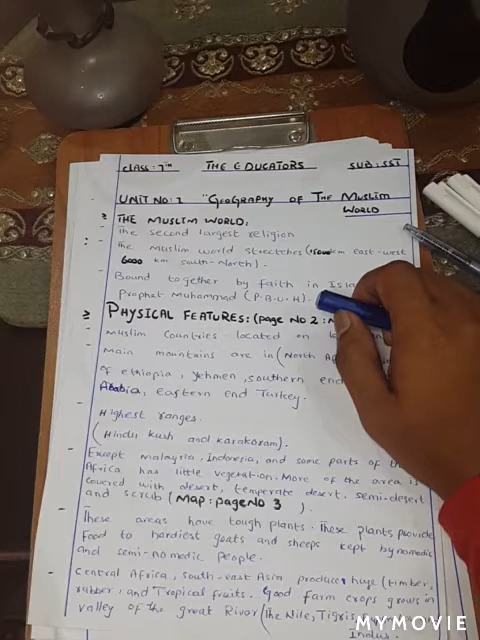 Class: 7th THE EDUCATORS SUB: SST
UNIT NO: 1 "GEOGRAPHY OF THE MUSLIM
WORLD
THE MUSLIM WORLD,
The second largest religion
The Muslim world stretches ( km east-west
6000 km south-North).
Bound together by faith in
Prophet Muhammad (P.B.U.H).
PHYSICAL FEATURES: (page No 2:
Muslim Countries located on
Main mountains are in (North
of ethiopia, Yehmen, southern end
Arabia, eastern end Turkey.
Highest ranges.
(Hindu kush and karakoram).
Except malaysia, Indonesia, and some parts of the
Africa has little vegetation. More of the area is
covered with desert, temperate desert, semi-desert
and scrub (Map: page No 3 ).
These areas have tough plants. These plants provide
Food to hardiest goats and sheeps kept by nomadic
and semi-nomadic people.
Central Africa, south-east Asia produce huge (timber,
rubber, and Tropical fruits. Good farm crops grows in
valley of the great River (The Nile, Tigris,
Indus.
MYMOVIE